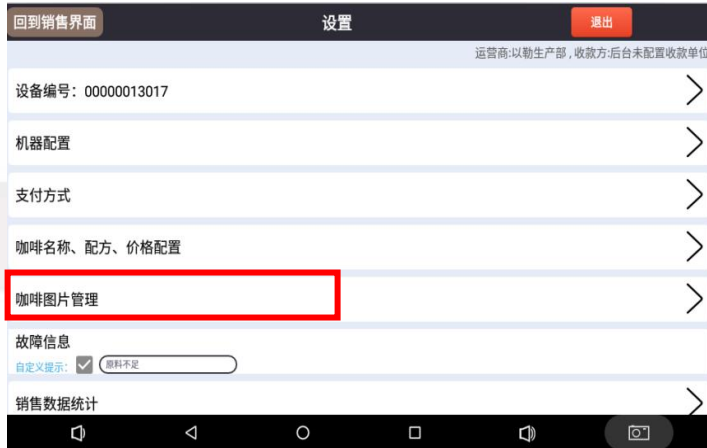 回到销售界面 设置 退出
运营商:以勒生产部,收款方:后台未配置收款单位
设备编号：00000013017
机器配置
支付方式
咖啡名称、配方、价格配置
咖啡图片管理
故障信息
自定义提示： 原料不足
销售数据统计